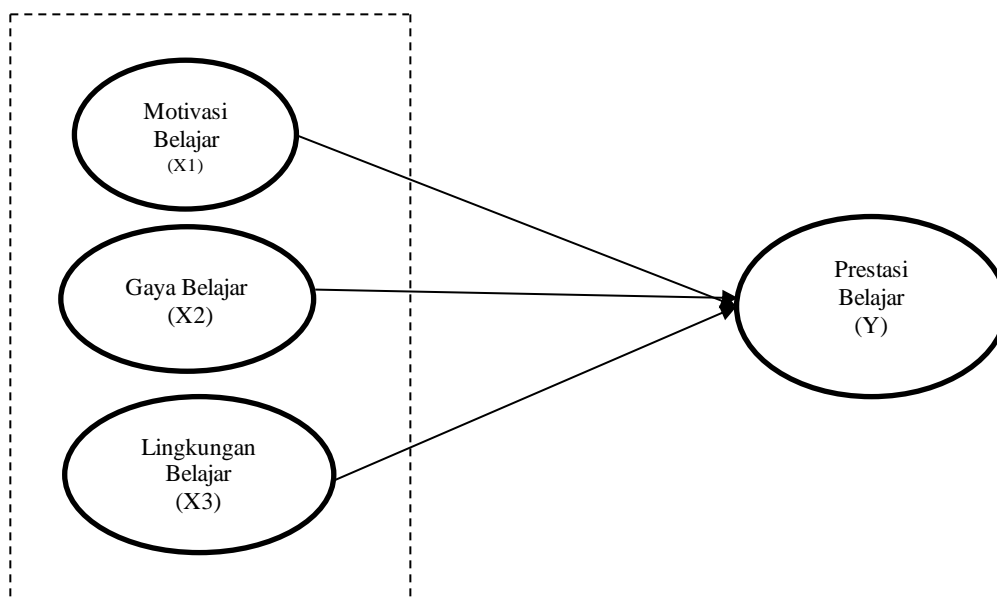 Motivasi
Belajar
(X1)
Gaya Belajar
(X2)
Lingkungan
Belajar
(X3)
Prestasi
Belajar
(Y)